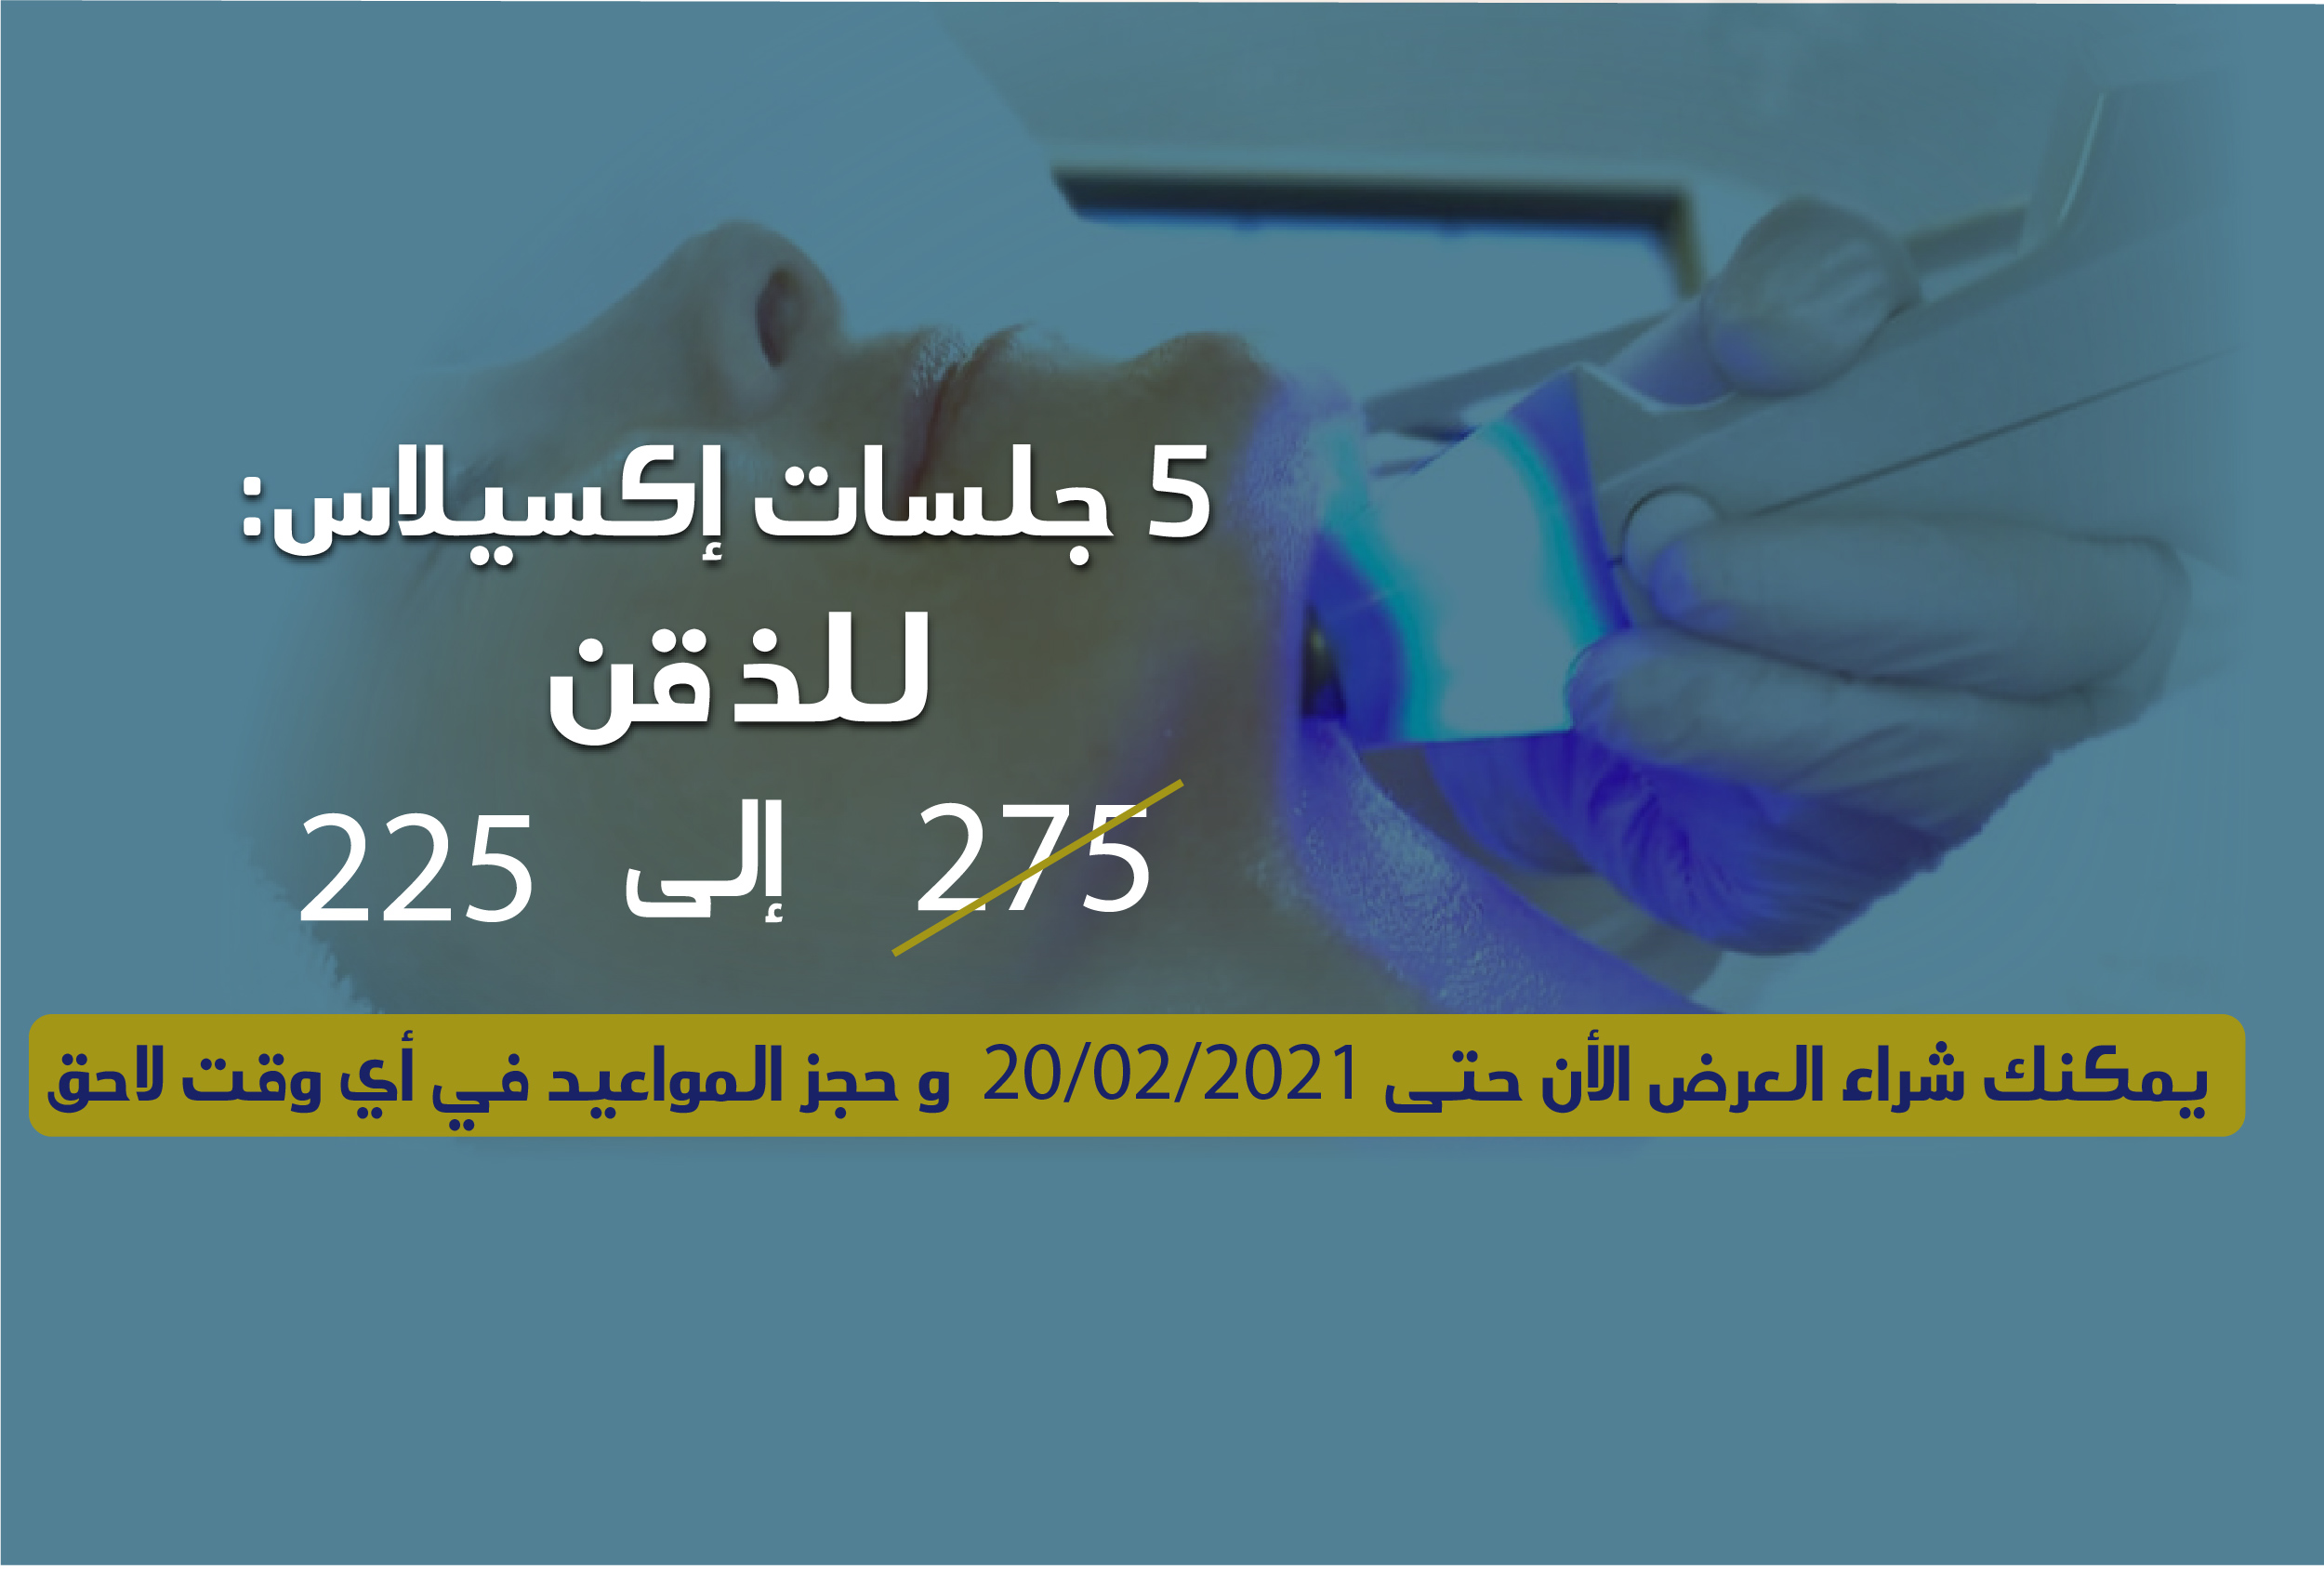 5 جلسات إكسيلاس:
للذقن
275 إلى 225
يمكنك شراء العرض الأن حتى 20/02/2021 و حجز المواعيد في أي وقت لاحق